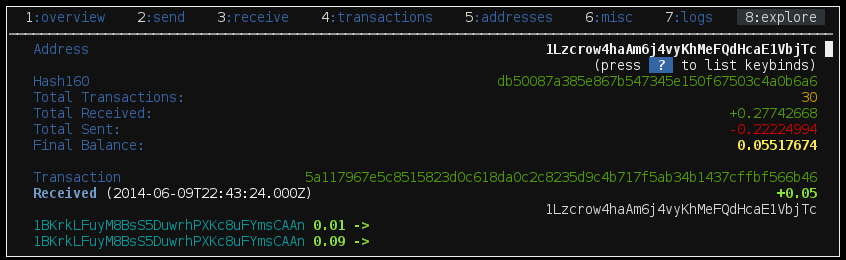 1:overview 2:send 3:receive 4:transactions 5:addresses 6:misc 7:logs 8:explore
Address 1Lzcrow4haAm6j4vyKhMeFQdHcaE1VbjTc
(press ? to list keybinds)
Hash160 db50087a385e867b547345e150f67503c4a0b6a6
Total Transactions: 30
Total Received: +0.27742668
Total Sent: -0.22224994
Final Balance: 0.05517674
Transaction 5a117967e5c8515823d0c618da0c2c8235d9c4b717f5ab34b1437cffbf566b46
Received (2014-06-09T22:43:24.000Z) +0.05
1Lzcrow4haAm6j4vyKhMeFQdHcaE1VbjTc
1BKrkLFuyM8BsS5DuwrhPXKc8uFYmsCAAn 0.01 ->
1BKrkLFuyM8BsS5DuwrhPXKc8uFYmsCAAn 0.09 ->